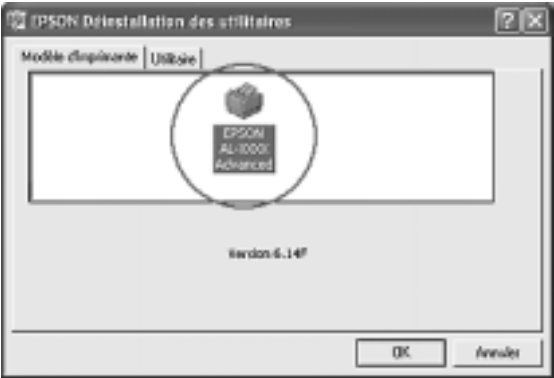 EPSON Désinstallation des utilitaires
Modèle d'imprimante
Utilitaire
EPSON
AL-XXXX
Advanced
Version 6.14F
OK
Annuler